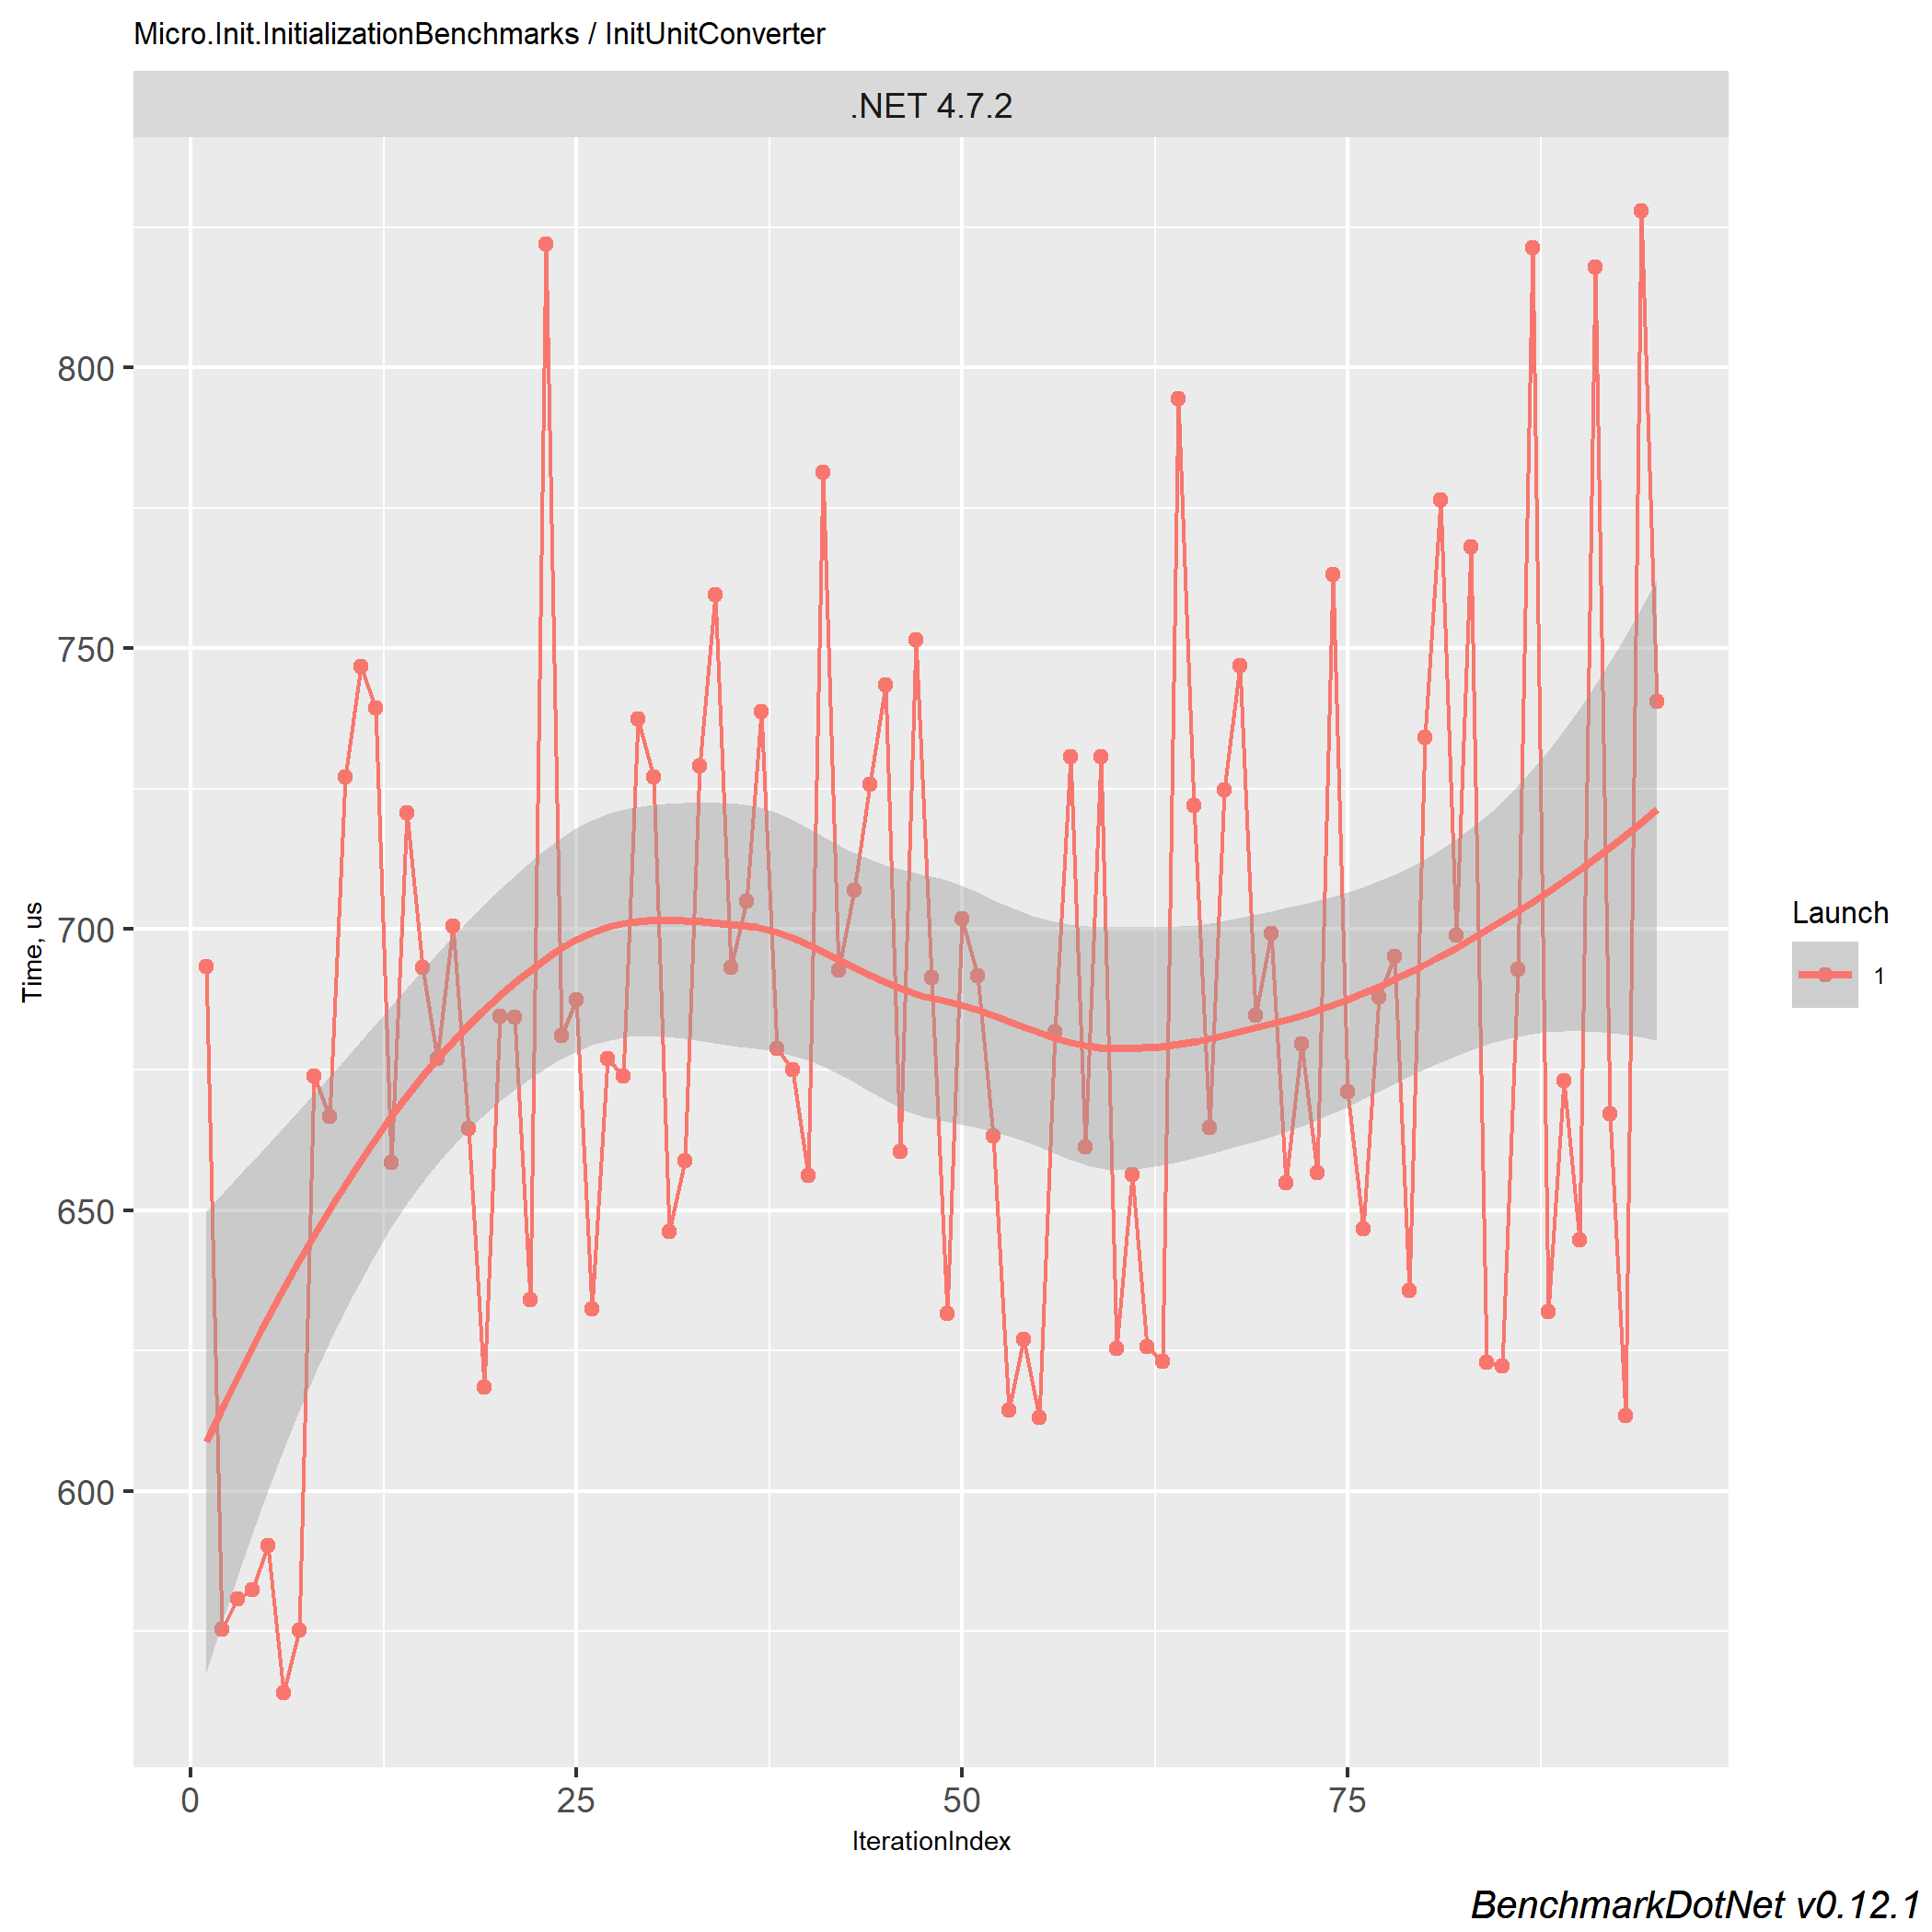 Micro.Init.InitializationBenchmarks / InitUnitConverter
.NET 4.7.2
800
750
700
650
600
Time, us
0 25 50 75
IterationIndex
Launch
1
BenchmarkDotNet v0.12.1